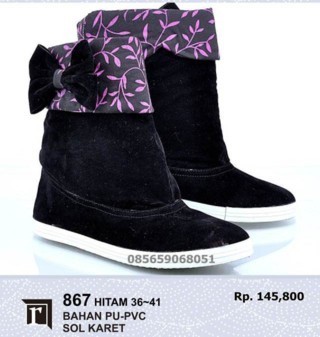 085659068051
867 HITAM 36~41
Rp. 145,800
BAHAN PU-PVC
SOL KARET